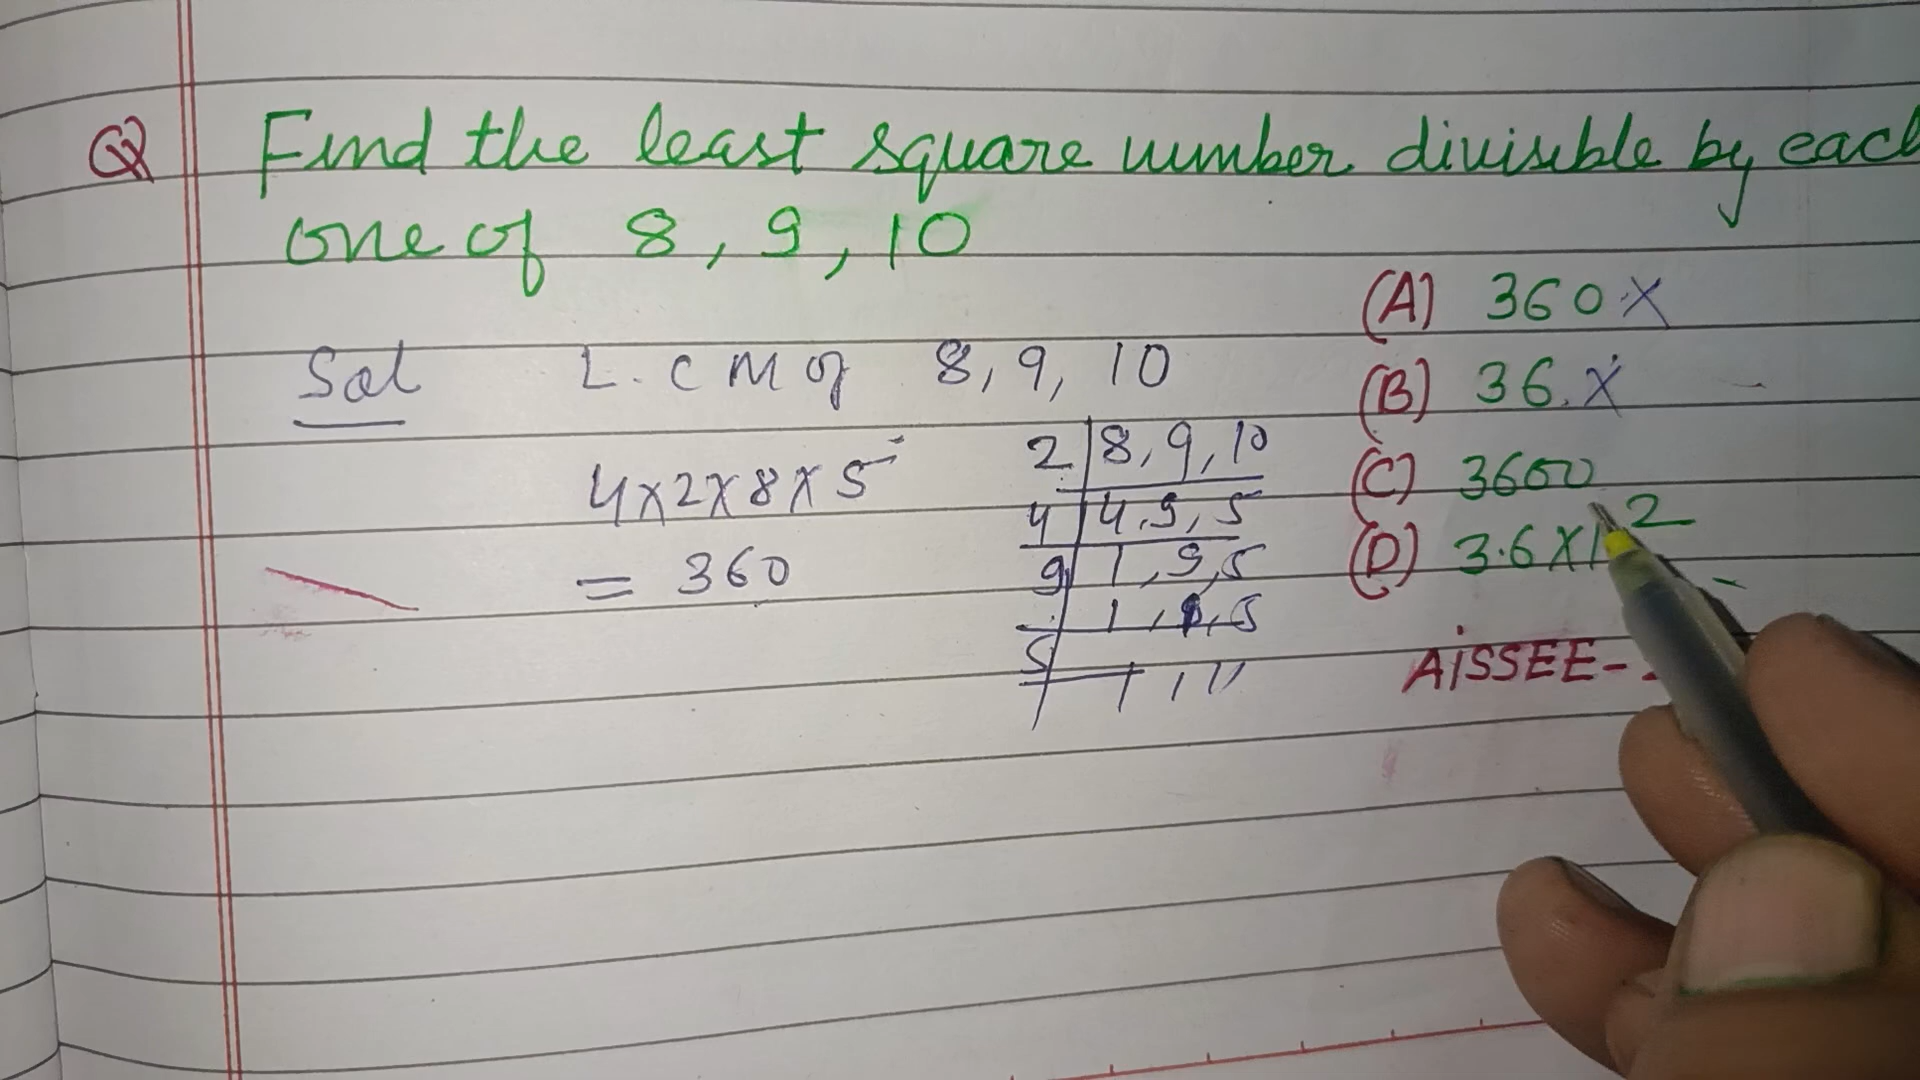 Q Find the least square number divisible by each
one of 8, 9, 10
(A) 360 X
(B) 36. X
(C) 3600
(D) 3.6 X 1 2
Sol L.C M of 8, 9, 10
4 X 2 X 8 X 5
= 360
2 | 8, 9, 10
4 | 4, 9, 5
9 | 1, 9, 5
1, 1, 5
5
1, 1, 1
AiSSEE-